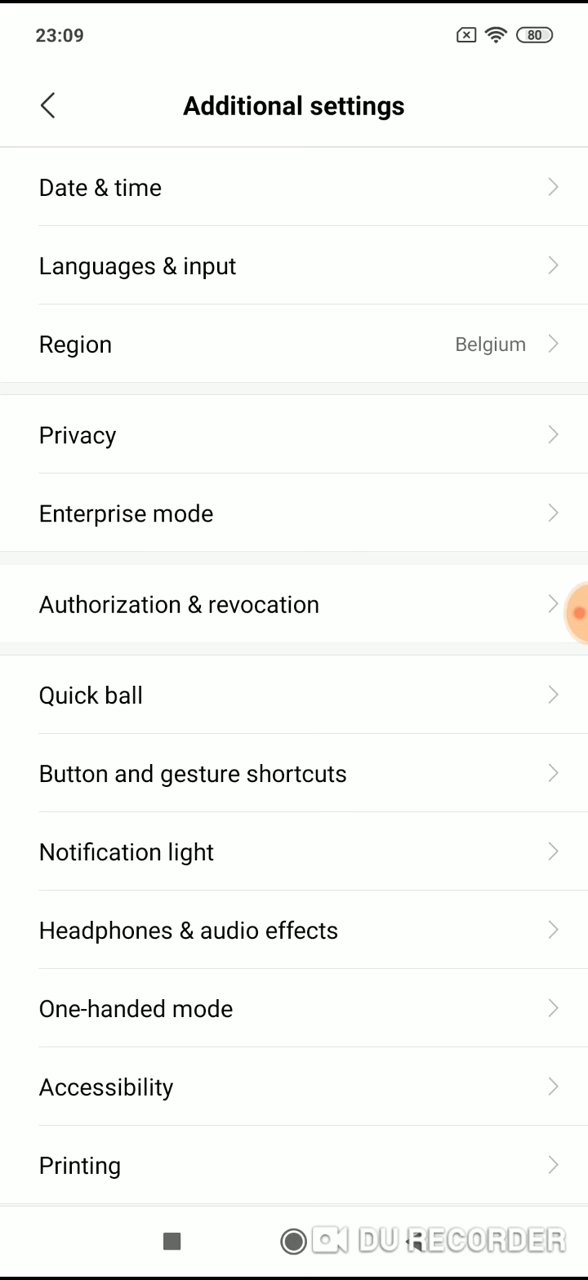 23:09
80
Additional settings
Date & time
Languages & input
Region Belgium
Privacy
Enterprise mode
Authorization & revocation
Quick ball
Button and gesture shortcuts
Notification light
Headphones & audio effects
One-handed mode
Accessibility
Printing
DU RECORDER